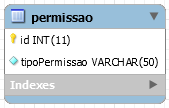 permissao
id INT(11)
tipoPermissao VARCHAR(50)
Indexes